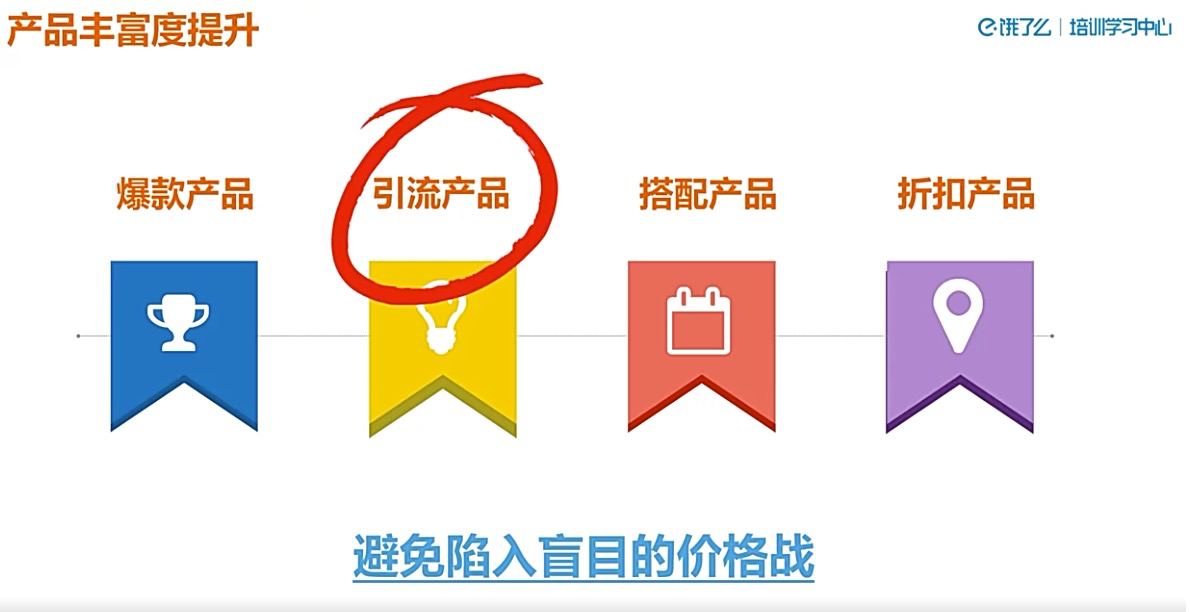 产品丰富度提升
饿了么 | 培训学习中心
爆款产品
引流产品
搭配产品
折扣产品
避免陷入盲目的价格战